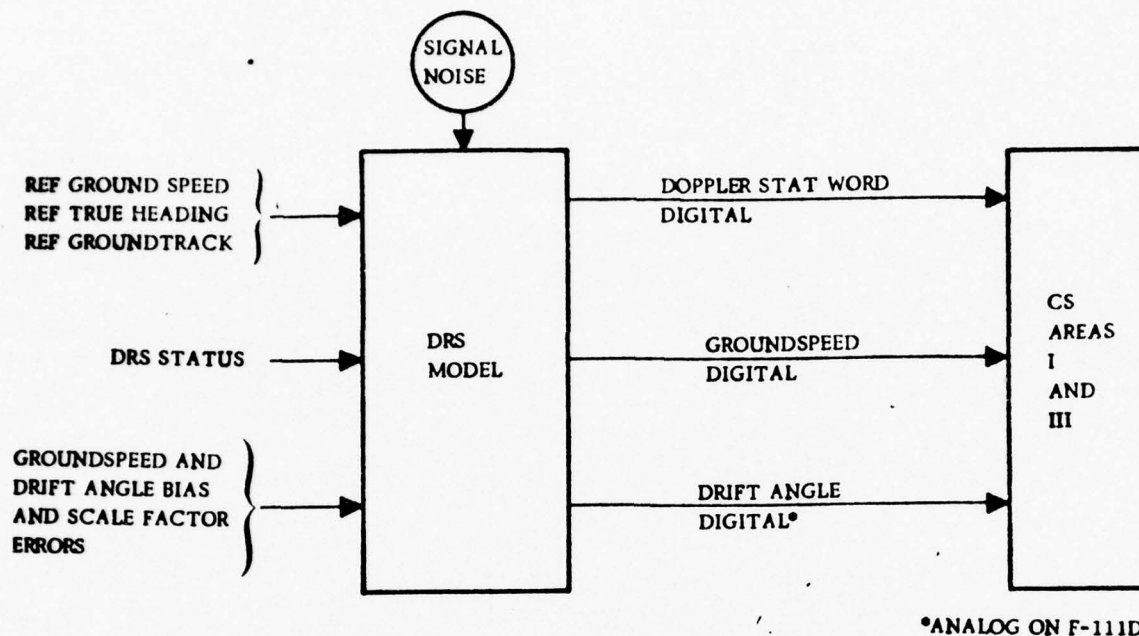 SIGNAL
NOISE
REF GROUND SPEED
REF TRUE HEADING
REF GROUNDTRACK
DRS STATUS
GROUNDSPEED AND
DRIFT ANGLE BIAS
AND SCALE FACTOR
ERRORS
DRS
MODEL
DOPPLER STAT WORD
DIGITAL
GROUNDSPEED
DIGITAL
DRIFT ANGLE
DIGITAL*
CS
AREAS
I
AND
III
*ANALOG ON F-111D